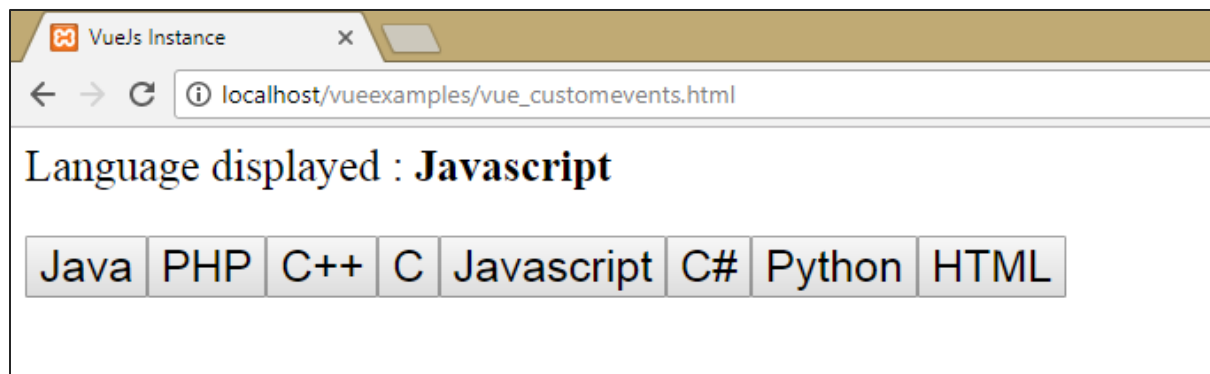 VueJs Instance
localhost/vueexamples/vue_customevents.html
Language displayed : Javascript
Java PHP C++ C Javascript C# Python HTML